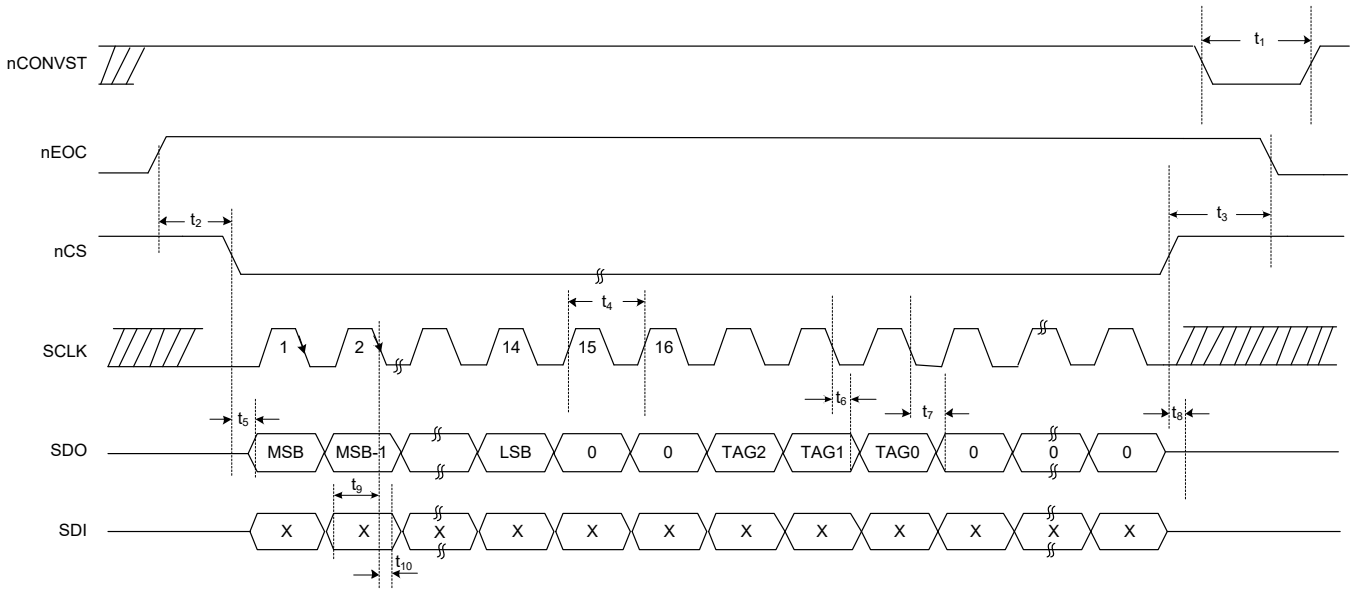 nCONVST
t1
nEOC
t2
t3
nCS
t4
SCLK
1
2
14
15
16
t5
t6
t7
t8
SDO
MSB
MSB-1
LSB
0
0
TAG2
TAG1
TAG0
0
0
0
t9
SDI
X
X
X
X
X
X
X
X
X
X
X
X
t10